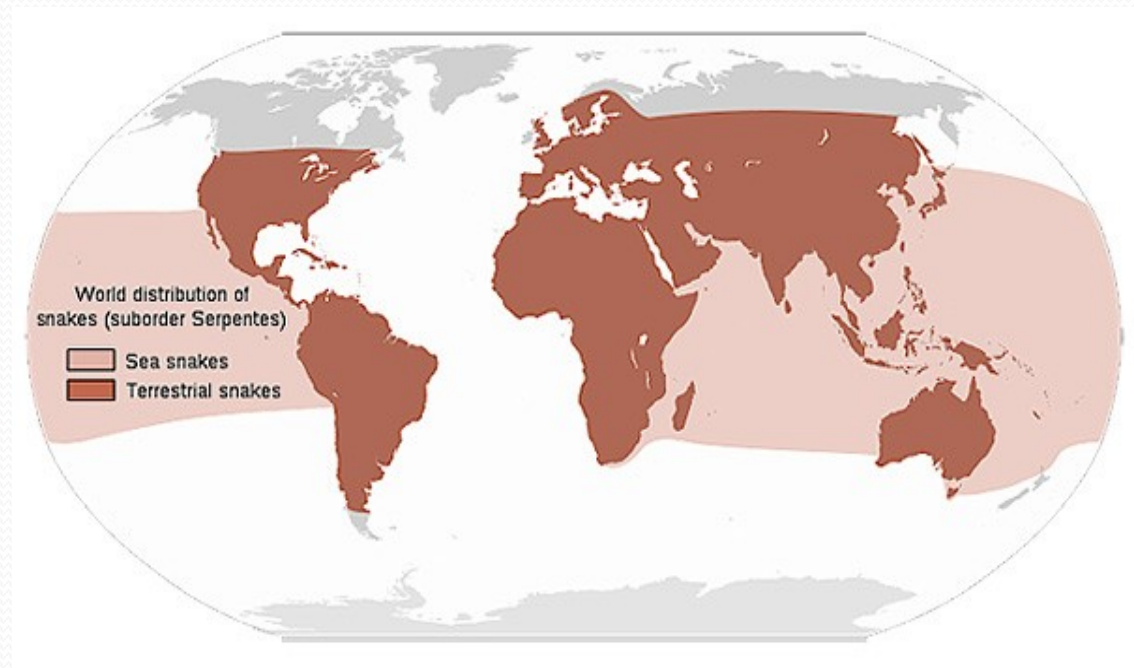 World distribution of
snakes (suborder Serpentes)
Sea snakes
Terrestrial snakes